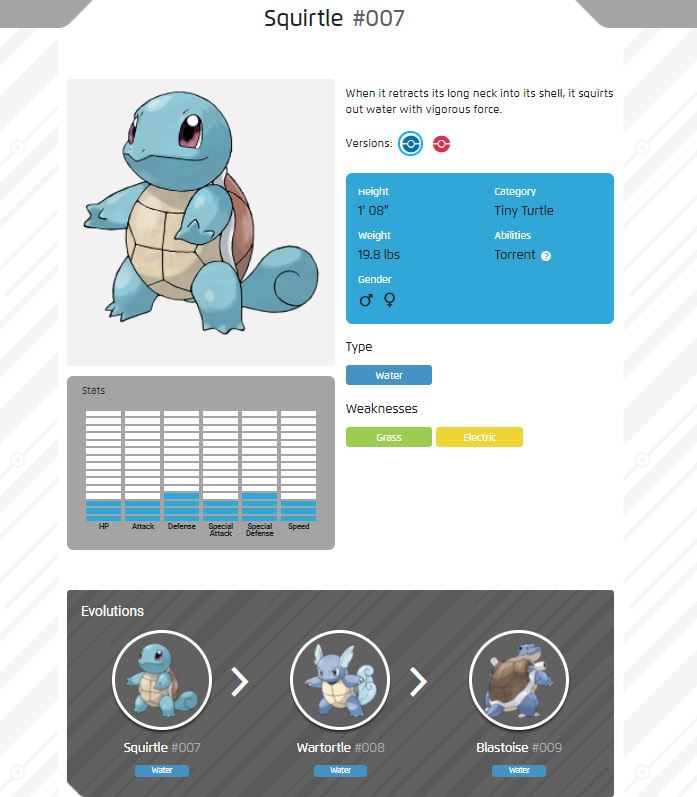 Squirtle #007
When it retracts its long neck into its shell, it squirts
out water with vigorous force.
Versions:
Height
1' 08"
Category
Tiny Turtle
Weight
19.8 lbs
Abilities
Torrent ?
Gender
♂ ♀
Type
Water
Weaknesses
Grass Electric
Stats
HP Attack Defense Special Attack Special Defense Speed
Evolutions
Squirtle #007
Water
Wartortle #008
Water
Blastoise #009
Water